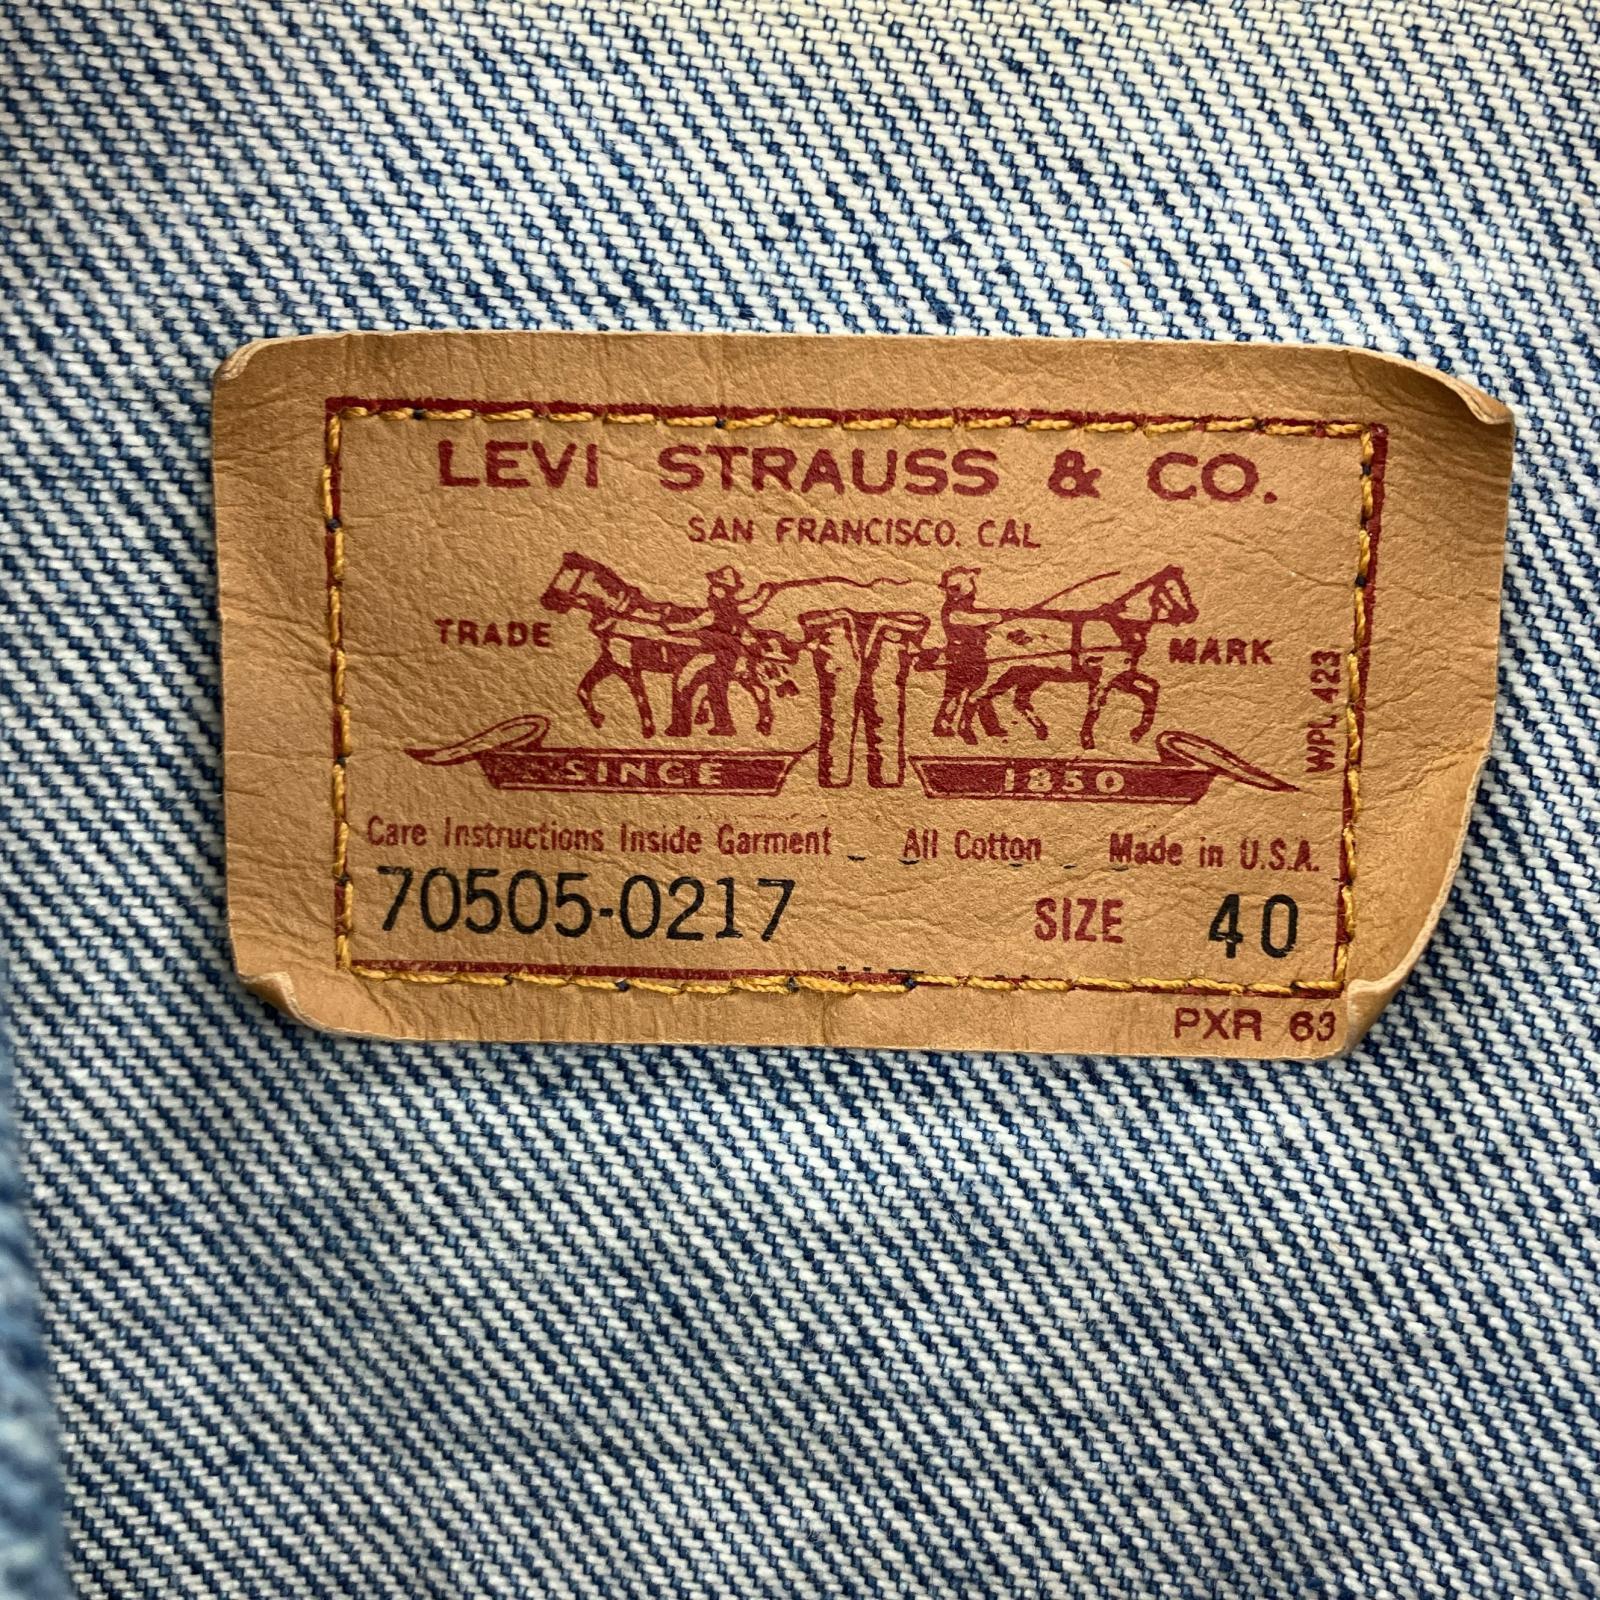 LEVI STRAUSS & CO.
SAN FRANCISCO. CAL
TRADE MARK
WPL 423
SINCE 1850
Care Instructions Inside Garment All Cotton Made in U.S.A.
70505-0217 SIZE 40
PXR 63